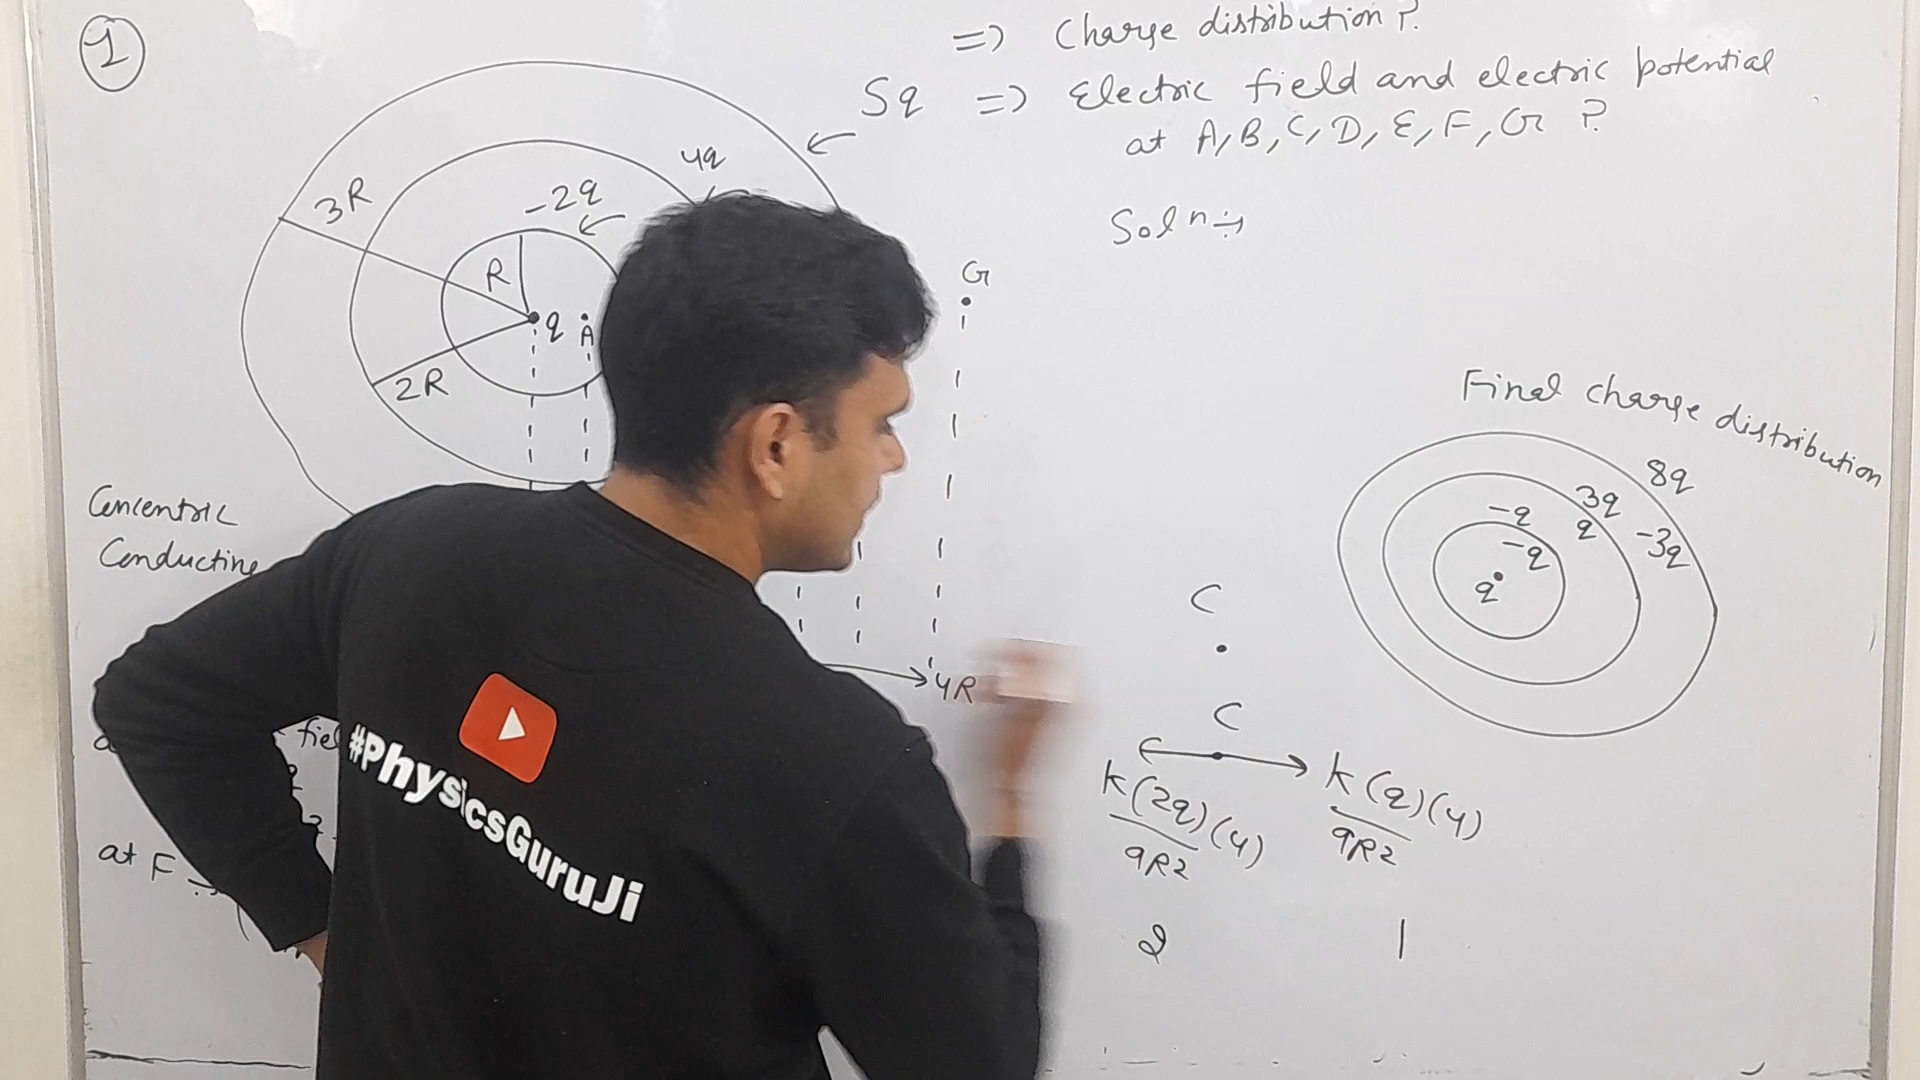 1
=> Charge distribution?
5q => Electric field and electric potential
at A, B, C, D, E, F, G ?
4q
-2q
3R
Soln ÷
G
R
q A
2R
Final charge distribution
8q
3q
-q
q
-3q
-q
q
Concentric
Conducting
C
4R
C
k(2q)(4)
9R2
k(q)(4)
9R2
at F ÷
2 1
#PhysicsGuruJi